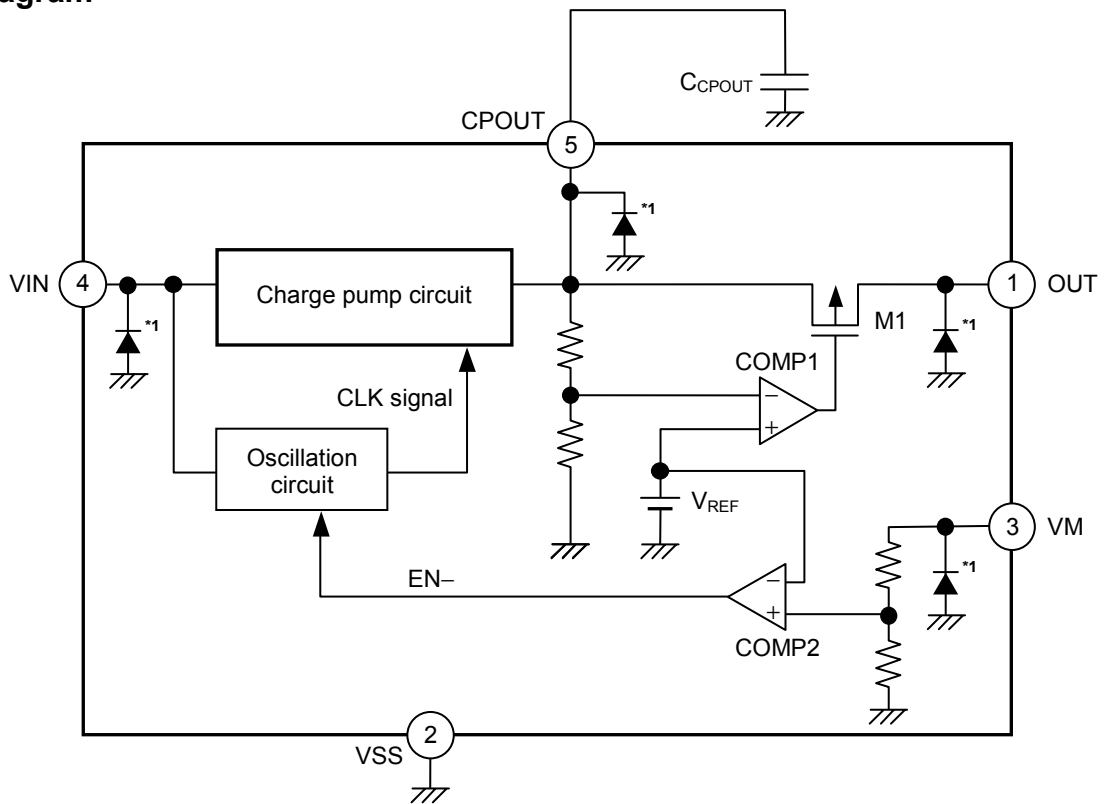 C_CPOUT
CPOUT
5
*1
VIN
4
*1
Charge pump circuit
M1
1
OUT
*1
COMP1
CLK signal
−
+
Oscillation
circuit
V_REF
3
VM
*1
EN−
−
+
COMP2
2
VSS